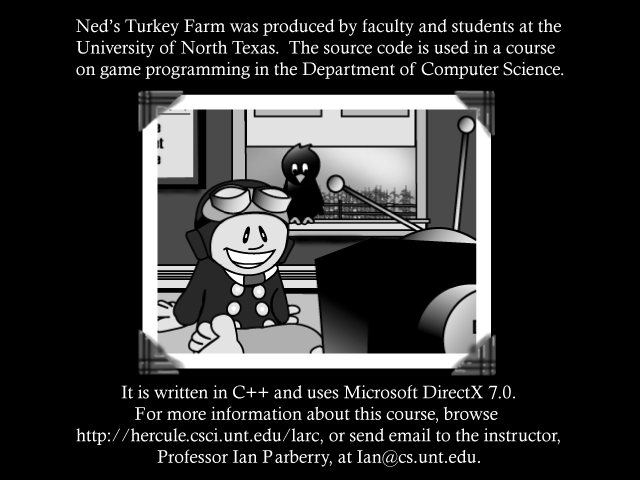 Ned's Turkey Farm was produced by faculty and students at the
University of North Texas. The source code is used in a course
on game programming in the Department of Computer Science.
It is written in C++ and uses Microsoft DirectX 7.0.
For more information about this course, browse
http://hercule.csci.unt.edu/larc, or send email to the instructor,
Professor Ian Parberry, at Ian@cs.unt.edu.